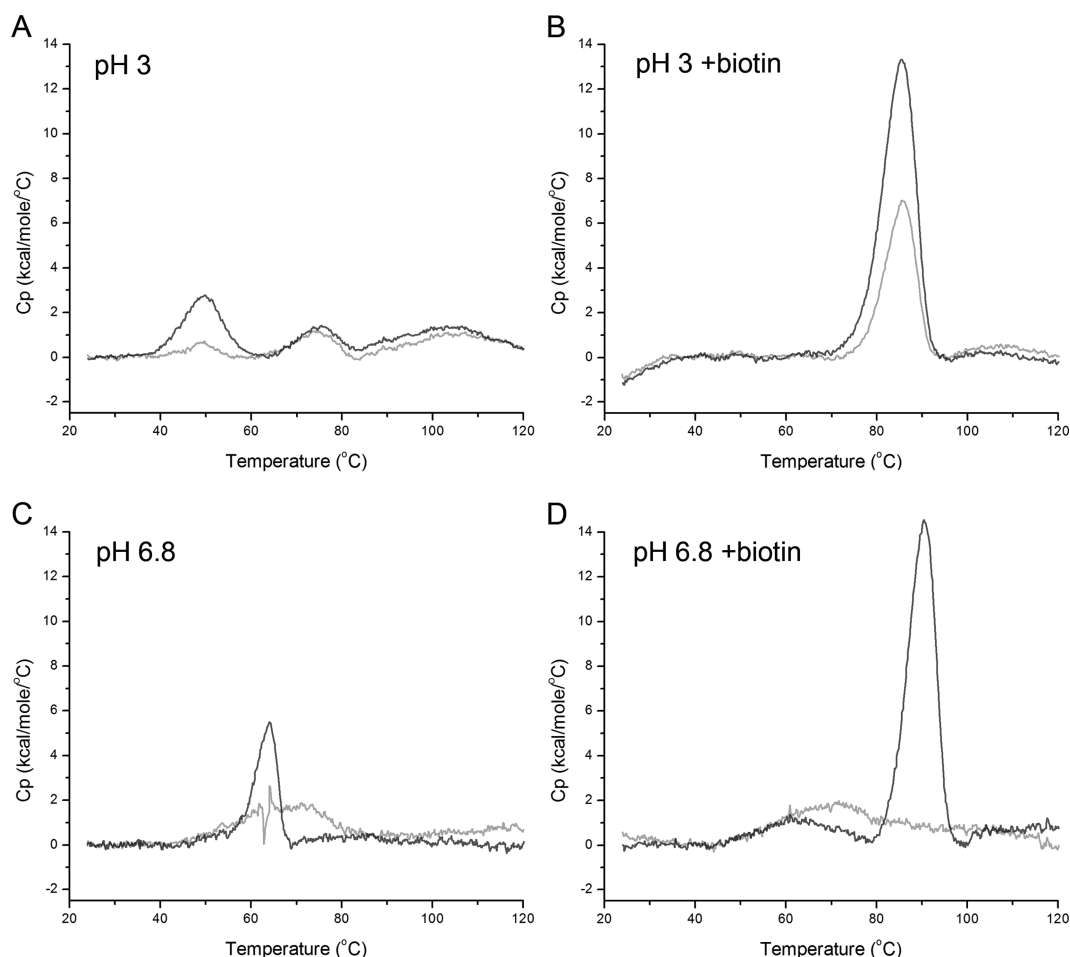 A
pH 3
14
12
10
8
6
4
2
0
-2
Cp (kcal/mole/°C)
20 40 60 80 100 120
Temperature (°C)
B
pH 3 +biotin
14
12
10
8
6
4
2
0
-2
Cp (kcal/mole/°C)
20 40 60 80 100 120
Temperature (°C)
C
pH 6.8
14
12
10
8
6
4
2
0
-2
Cp (kcal/mole/°C)
20 40 60 80 100 120
Temperature (°C)
D
pH 6.8 +biotin
14
12
10
8
6
4
2
0
-2
Cp (kcal/mole/°C)
20 40 60 80 100 120
Temperature (°C)